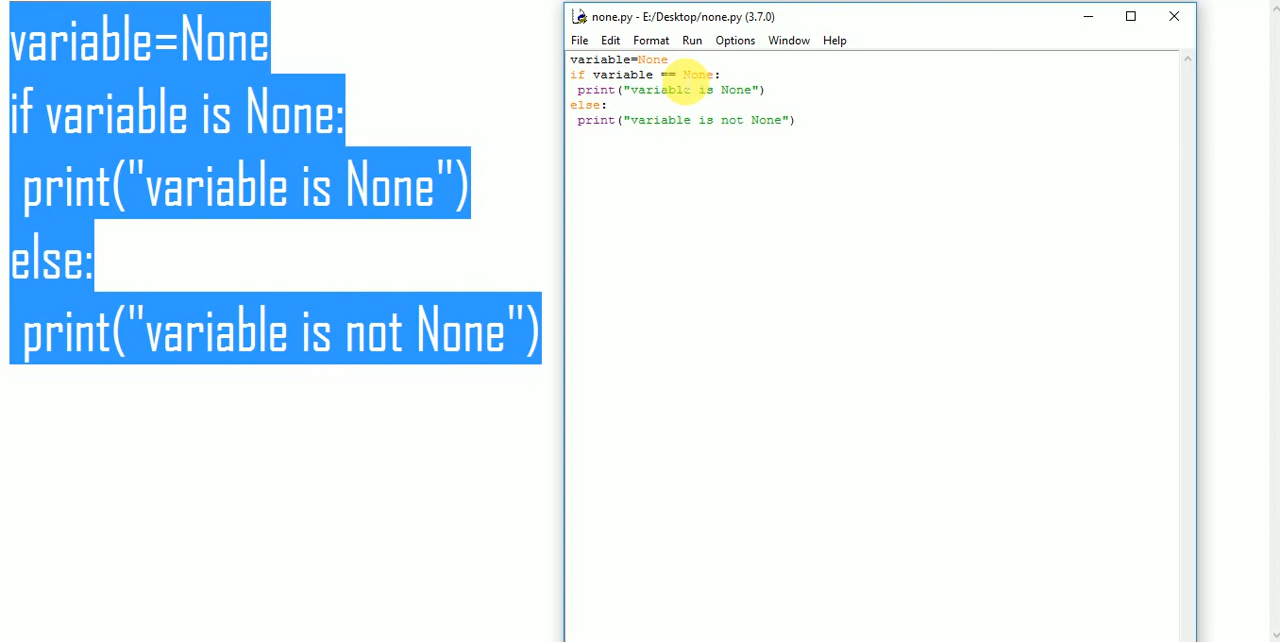 variable=None
if variable is None:
 print("variable is None")
else:
 print("variable is not None")
none.py - E:/Desktop/none.py (3.7.0)
File Edit Format Run Options Window Help
variable=None
if variable == None:
 print("variable is None")
else:
 print("variable is not None")